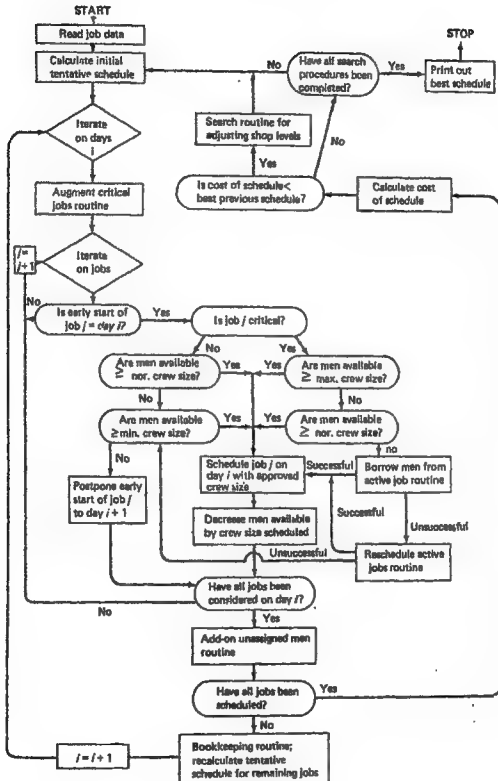 START
Read job data
Calculate initial
tentative schedule
Iterate
on days
i
Augment critical
jobs routine
j =
j+1
Iterate
on jobs
No
Is early start of
job j = day i?
Yes
Is job j critical?
No
Yes
Are men available
≥ nor. crew size?
Yes
Yes
Are men available
≥ max. crew size?
No
No
Are men available
≥ min. crew size?
Yes
Yes
Are men available
≥ nor. crew size?
No
no
Postpone early
start of job j
to day i + 1
Schedule job j on
day i with approved
crew size
Successful
Borrow men from
active job routine
Successful
Unsuccessful
Decrease men available
by crew size scheduled
Unsuccessful
Reschedule active
jobs routine
Have all jobs been
considered on day i?
No
Yes
Add-on unassigned men
routine
Have all jobs been
scheduled?
Yes
No
Bookkeeping routine;
recalculate tentative
schedule for remaining jobs
i = i + 1
Calculate cost
of schedule
Is cost of schedule<
best previous schedule?
Yes
No
Search routine for
adjusting shop levels
Have all search
procedures been
completed?
No
Yes
Print out
best schedule
STOP